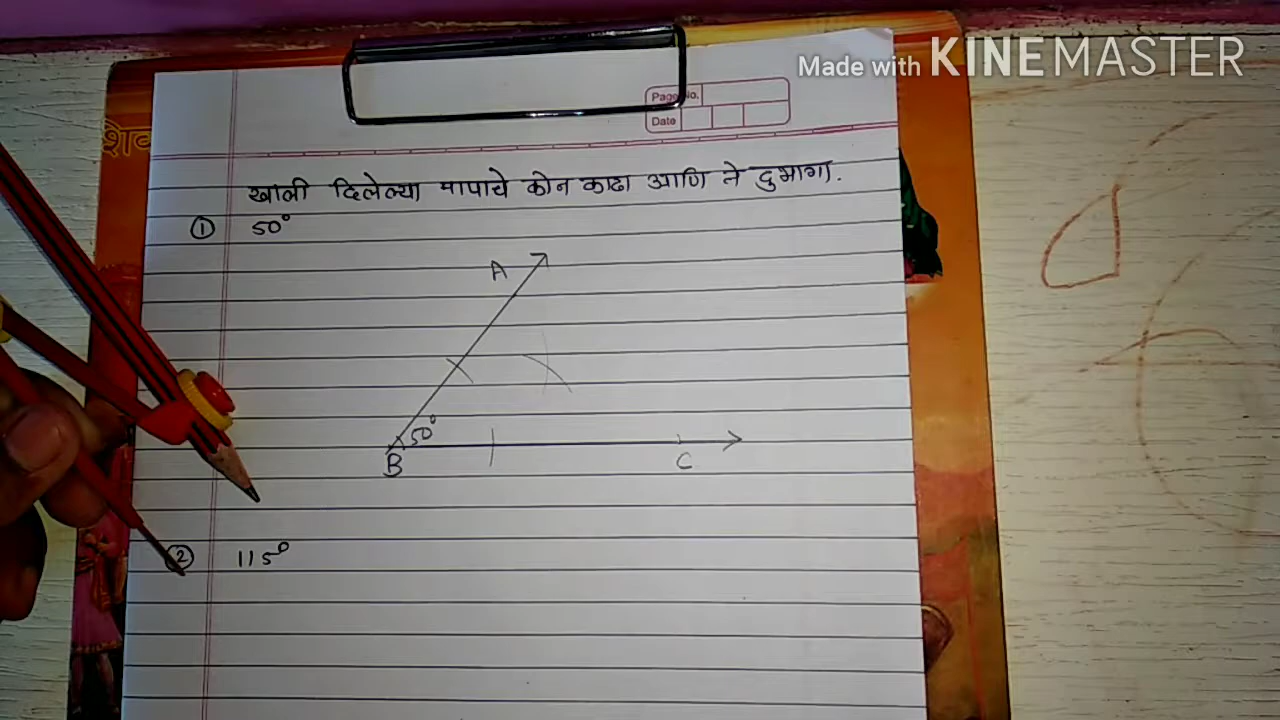 Made with KINEMASTER
Page No.
Date
शिव
खाली दिलेल्या मापाचे कोन काढा आणि ते दुभागा.
① 50°
A
50°
B
C
② 115°